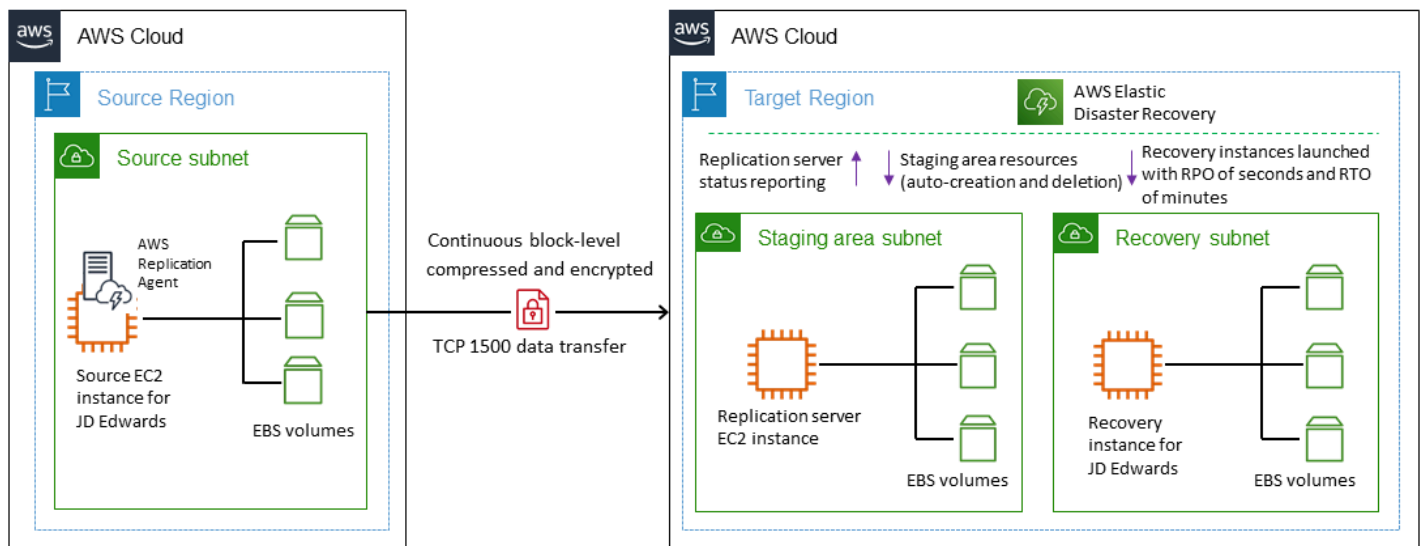 aws
AWS Cloud
Source Region
Source subnet
AWS
Replication
Agent
Source EC2
instance for
JD Edwards
EBS volumes
Continuous block-level
compressed and encrypted
TCP 1500 data transfer
aws
AWS Cloud
Target Region
AWS Elastic
Disaster Recovery
Replication server
status reporting
Staging area resources
(auto-creation and deletion)
Recovery instances launched
with RPO of seconds and RTO
of minutes
Staging area subnet
Replication server
EC2 instance
EBS volumes
Recovery subnet
Recovery
instance for
JD Edwards
EBS volumes